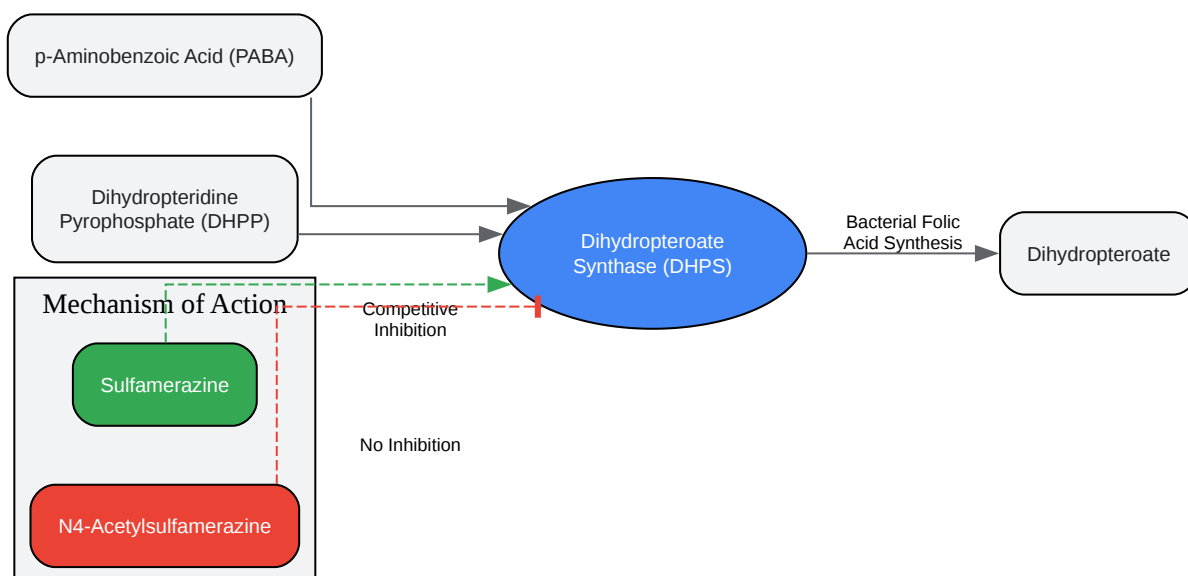 p-Aminobenzoic Acid (PABA)
Dihydropteridine
Pyrophosphate (DHPP)
Dihydropteroate
Synthase (DHPS)
Bacterial Folic
Acid Synthesis
Dihydropteroate
Mechanism of Action
Competitive
Inhibition
Sulfamerazine
No Inhibition
N4-Acetylsulfamerazine